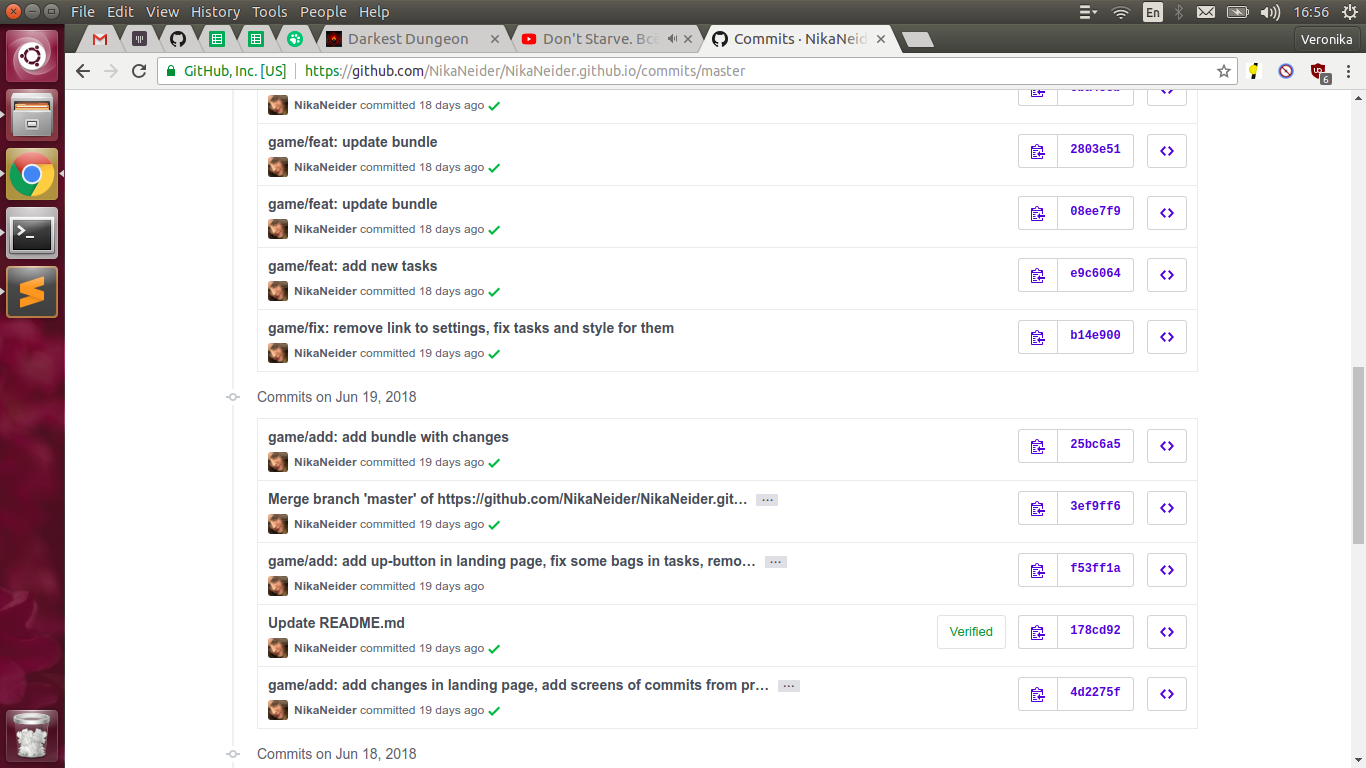 File Edit View History Tools People Help
En
16:56
Darkest Dungeon
Don't Starve. Все
Commits · NikaNeid
Veronika
GitHub, Inc. [US] https://github.com/NikaNeider/NikaNeider.github.io/commits/master
6
NikaNeider committed 18 days ago
game/feat: update bundle
NikaNeider committed 18 days ago
2803e51
game/feat: update bundle
NikaNeider committed 18 days ago
08ee7f9
game/feat: add new tasks
NikaNeider committed 18 days ago
e9c6064
game/fix: remove link to settings, fix tasks and style for them
NikaNeider committed 19 days ago
b14e900
Commits on Jun 19, 2018
game/add: add bundle with changes
NikaNeider committed 19 days ago
25bc6a5
Merge branch 'master' of https://github.com/NikaNeider/NikaNeider.git…
NikaNeider committed 19 days ago
3ef9ff6
game/add: add up-button in landing page, fix some bags in tasks, remo…
NikaNeider committed 19 days ago
f53ff1a
Update README.md
NikaNeider committed 19 days ago
Verified
178cd92
game/add: add changes in landing page, add screens of commits from pr…
NikaNeider committed 19 days ago
4d2275f
Commits on Jun 18, 2018